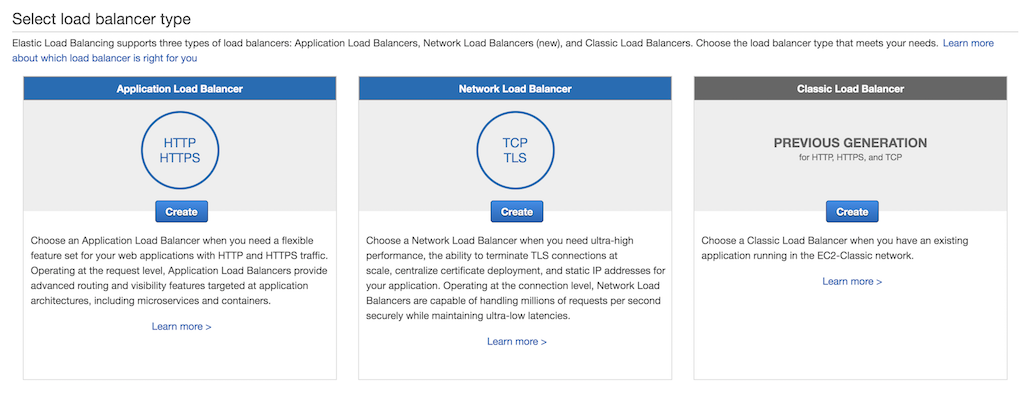 Select load balancer type
Elastic Load Balancing supports three types of load balancers: Application Load Balancers, Network Load Balancers (new), and Classic Load Balancers. Choose the load balancer type that meets your needs. Learn more
about which load balancer is right for you
Application Load Balancer
HTTP
HTTPS
Create
Choose an Application Load Balancer when you need a flexible
feature set for your web applications with HTTP and HTTPS traffic.
Operating at the request level, Application Load Balancers provide
advanced routing and visibility features targeted at application
architectures, including microservices and containers.
Learn more >
Network Load Balancer
TCP
TLS
Create
Choose a Network Load Balancer when you need ultra-high
performance, the ability to terminate TLS connections at
scale, centralize certificate deployment, and static IP addresses for
your application. Operating at the connection level, Network Load
Balancers are capable of handling millions of requests per second
securely while maintaining ultra-low latencies.
Learn more >
Classic Load Balancer
PREVIOUS GENERATION
for HTTP, HTTPS, and TCP
Create
Choose a Classic Load Balancer when you have an existing
application running in the EC2-Classic network.
Learn more >